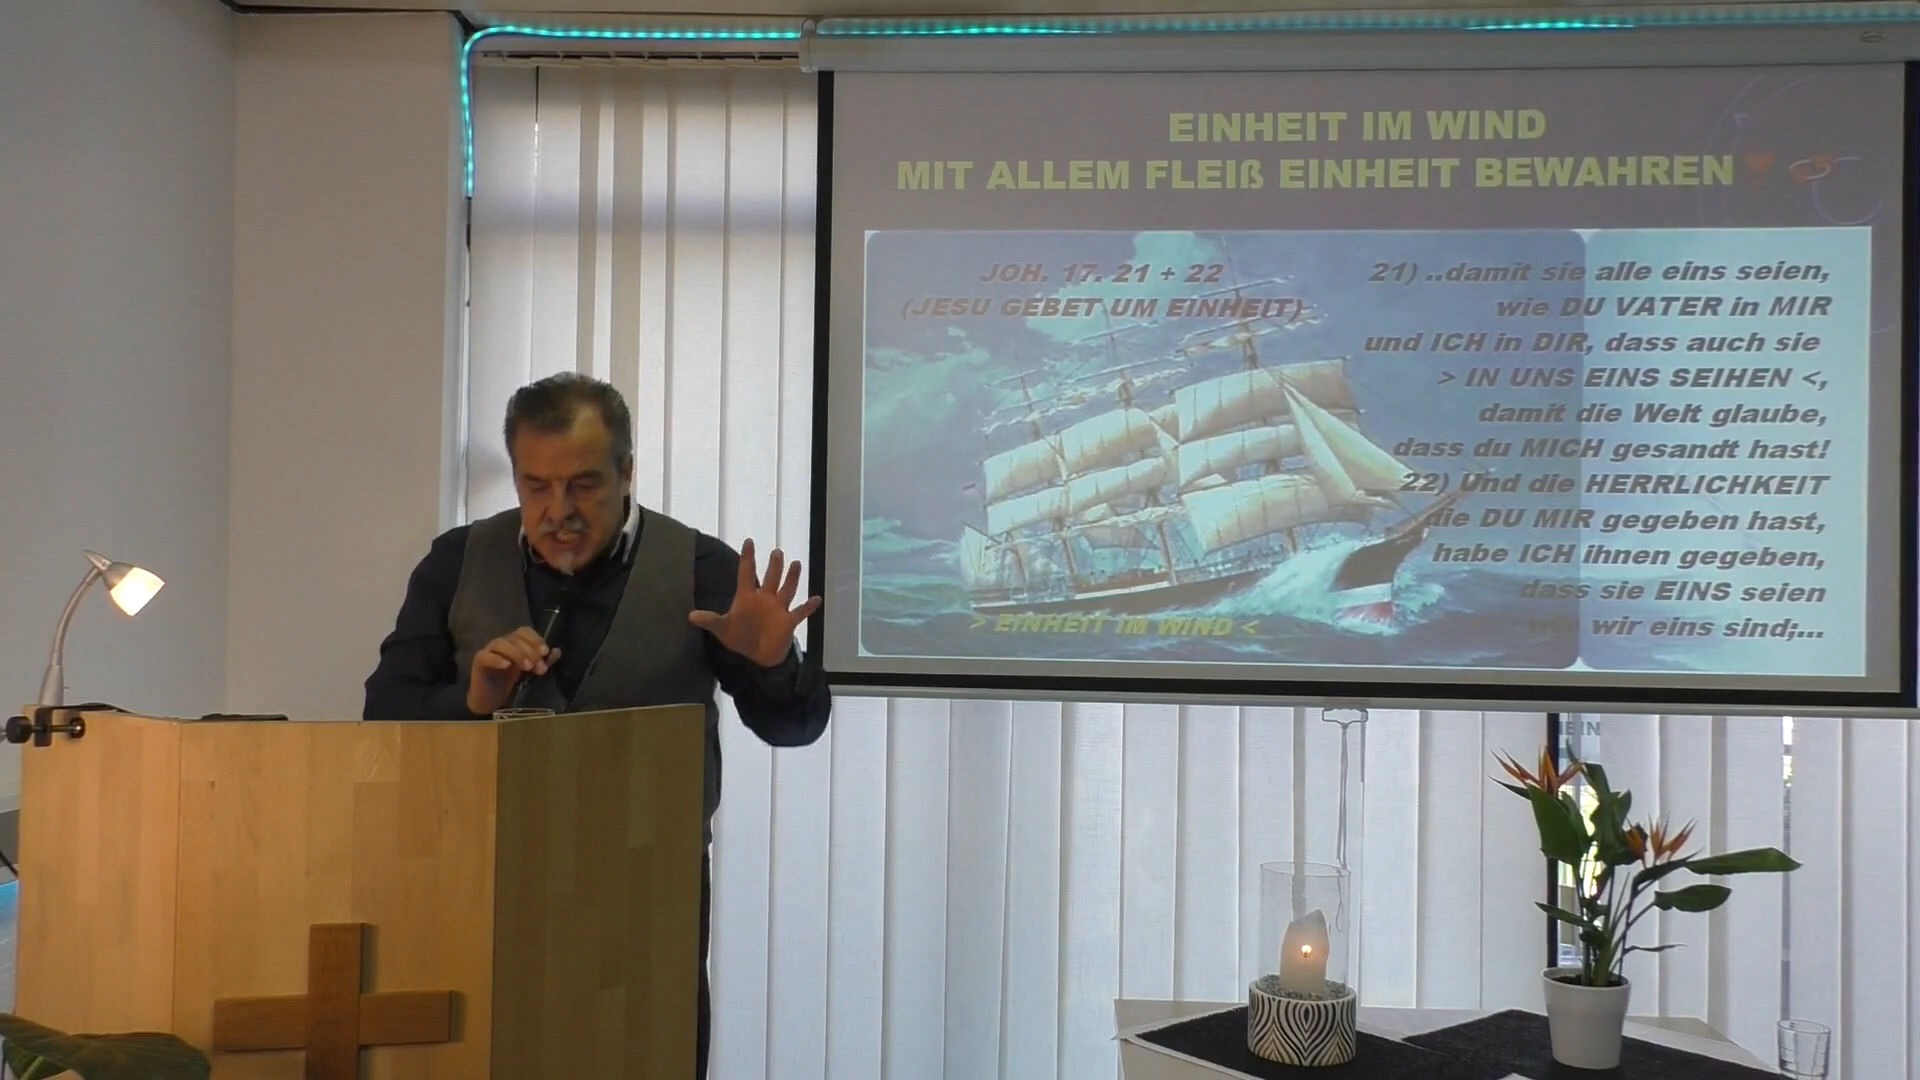 EINHEIT IM WIND
MIT ALLEM FLEIß EINHEIT BEWAHREN
JOH. 17. 21 + 22
(JESU GEBET UM EINHEIT)
21) ..damit sie alle eins seien,
wie DU VATER in MIR
und ICH in DIR, dass auch sie
> IN UNS EINS SEIHEN <,
damit die Welt glaube,
dass du MICH gesandt hast!
22) Und die HERRLICHKEIT
die DU MIR gegeben hast,
habe ICH ihnen gegeben,
dass sie EINS seien
wir eins sind;...
> EINHEIT IM WIND <